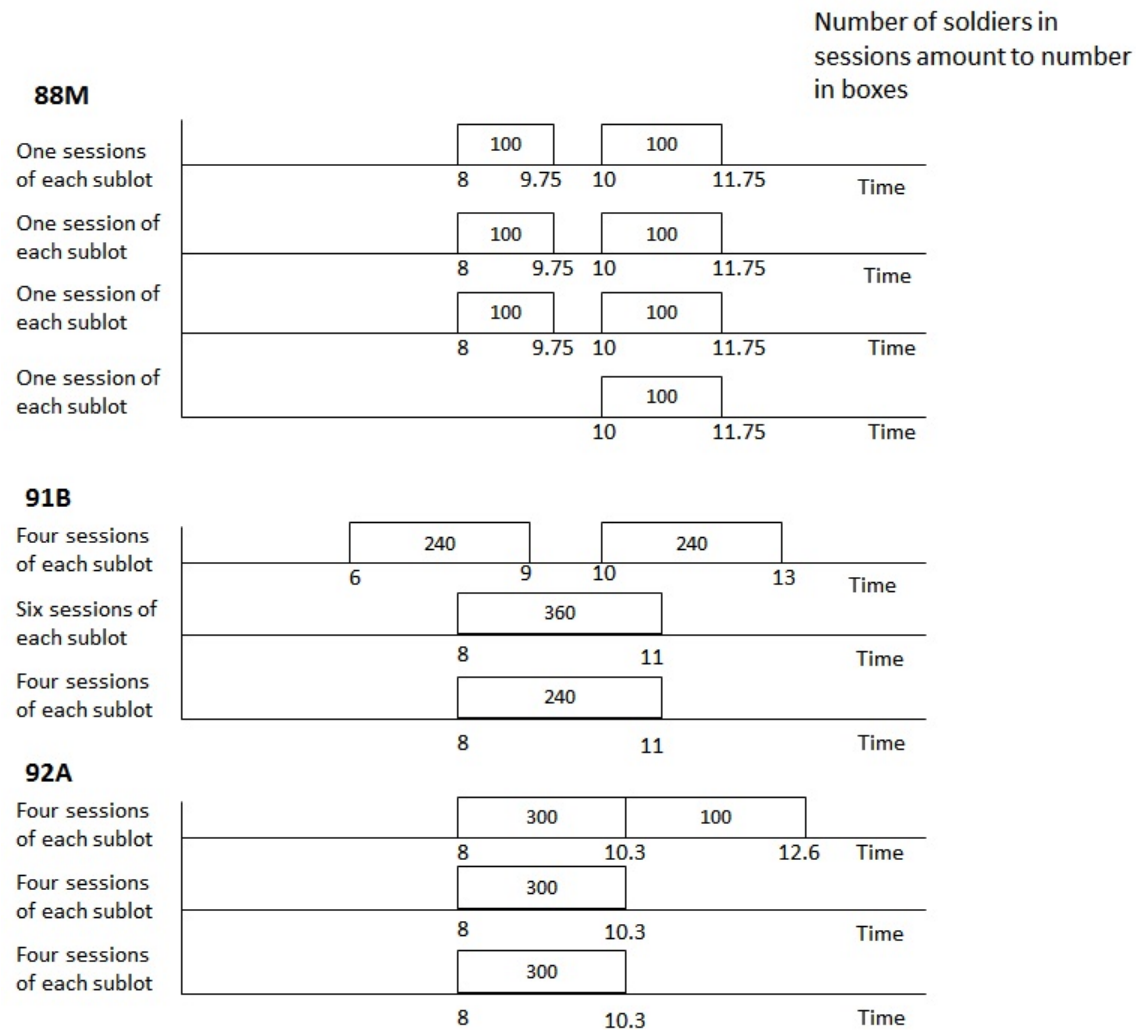 Number of soldiers in
sessions amount to number
in boxes
88M
One sessions
of each sublot
100
100
8
9.75
10
11.75
Time
One session of
each sublot
100
100
8
9.75
10
11.75
Time
One session of
each sublot
100
100
8
9.75
10
11.75
Time
One session of
each sublot
100
10
11.75
Time
91B
Four sessions
of each sublot
240
240
6
9
10
13
Time
Six sessions of
each sublot
360
8
11
Time
Four sessions
of each sublot
240
8
11
Time
92A
Four sessions
of each sublot
300
100
8
10.3
12.6
Time
Four sessions
of each sublot
300
8
10.3
Time
Four sessions
of each sublot
300
8
10.3
Time